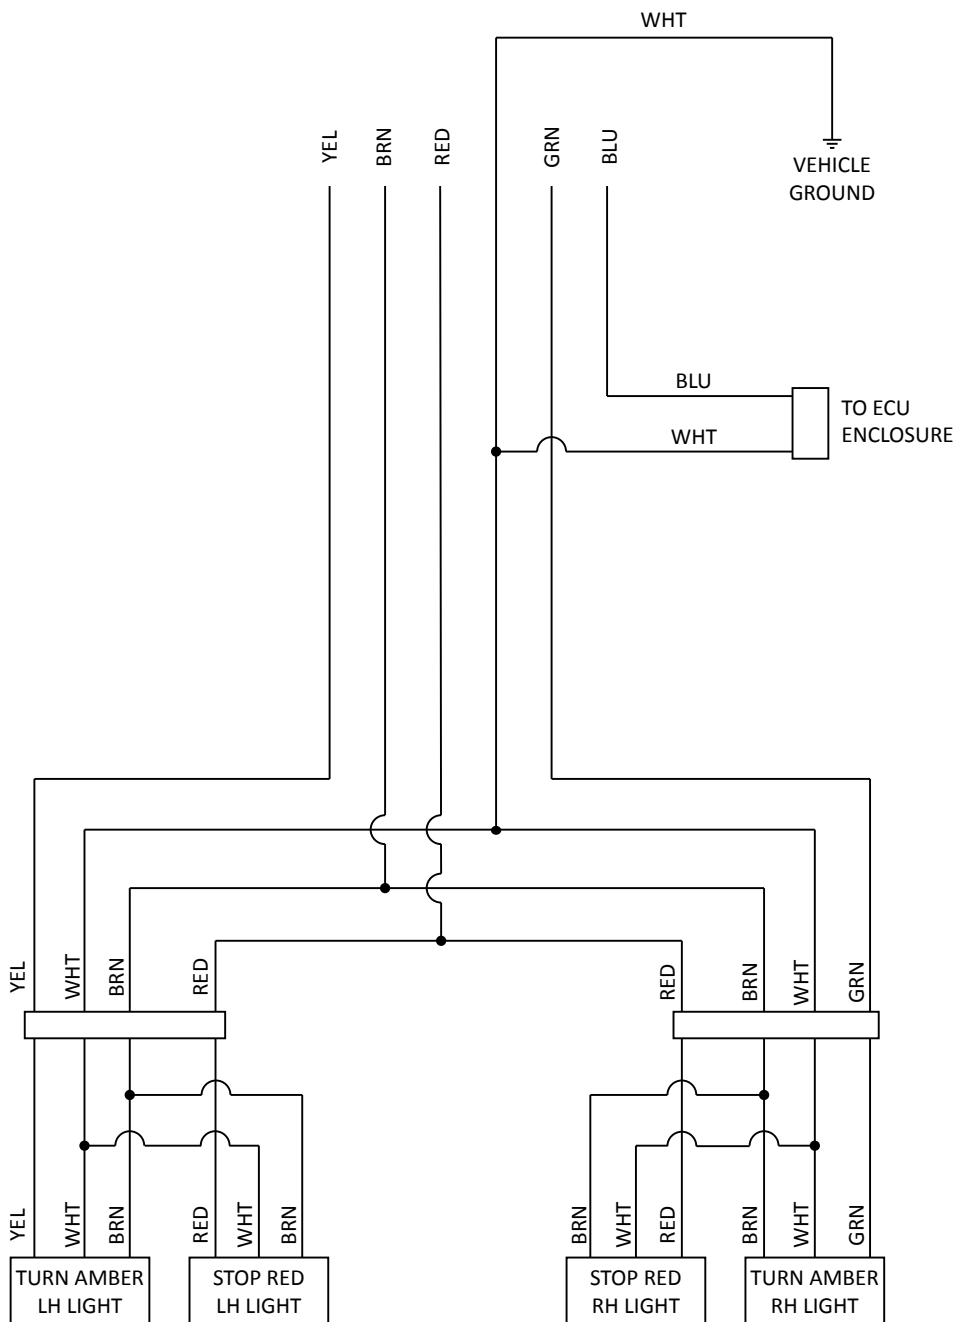 WHT
YEL
BRN
RED
GRN
BLU
VEHICLE
GROUND
BLU
TO ECU
ENCLOSURE
WHT
YEL
WHT
BRN
RED
RED
BRN
WHT
GRN
YEL
WHT
BRN
RED
WHT
BRN
BRN
WHT
RED
BRN
WHT
GRN
TURN AMBER
LH LIGHT
STOP RED
LH LIGHT
STOP RED
RH LIGHT
TURN AMBER
RH LIGHT